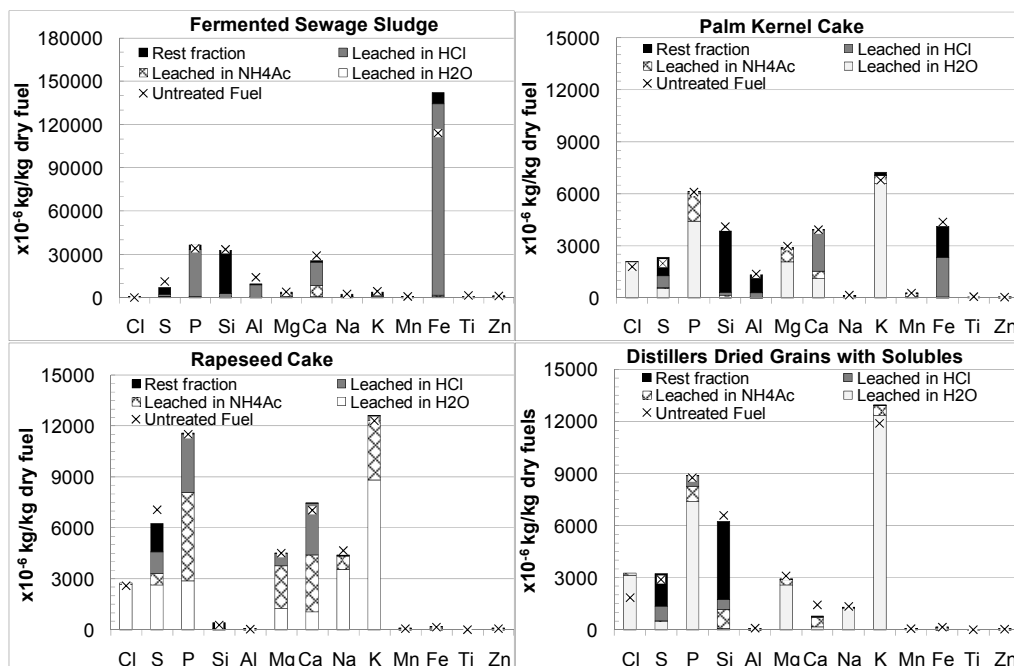 Fermented Sewage Sludge
x10⁻⁶ kg/kg dry fuel
180000
150000
120000
90000
60000
30000
0
Rest fraction
Leached in HCl
Leached in NH4Ac
Leached in H2O
Untreated Fuel
Cl S P Si Al Mg Ca Na K Mn Fe Ti Zn
Palm Kernel Cake
x10⁻⁶ kg/kg dry fuel
15000
12000
9000
6000
3000
0
Rest fraction
Leached in HCl
Leached in NH4Ac
Leached in H2O
Untreated Fuel
Cl S P Si Al Mg Ca Na K Mn Fe Ti Zn
Rapeseed Cake
x10⁻⁶ kg/kg dry fuel
15000
12000
9000
6000
3000
0
Rest fraction
Leached in HCl
Leached in NH4Ac
Leached in H2O
Untreated Fuel
Cl S P Si Al Mg Ca Na K Mn Fe Ti Zn
Distillers Dried Grains with Solubles
x10⁻⁶ kg/kg dry fuels
15000
12000
9000
6000
3000
0
Rest fraction
Leached in HCl
Leached in NH4Ac
Leached in H2O
Untreated Fuel
Cl S P Si Al Mg Ca Na K Mn Fe Ti Zn